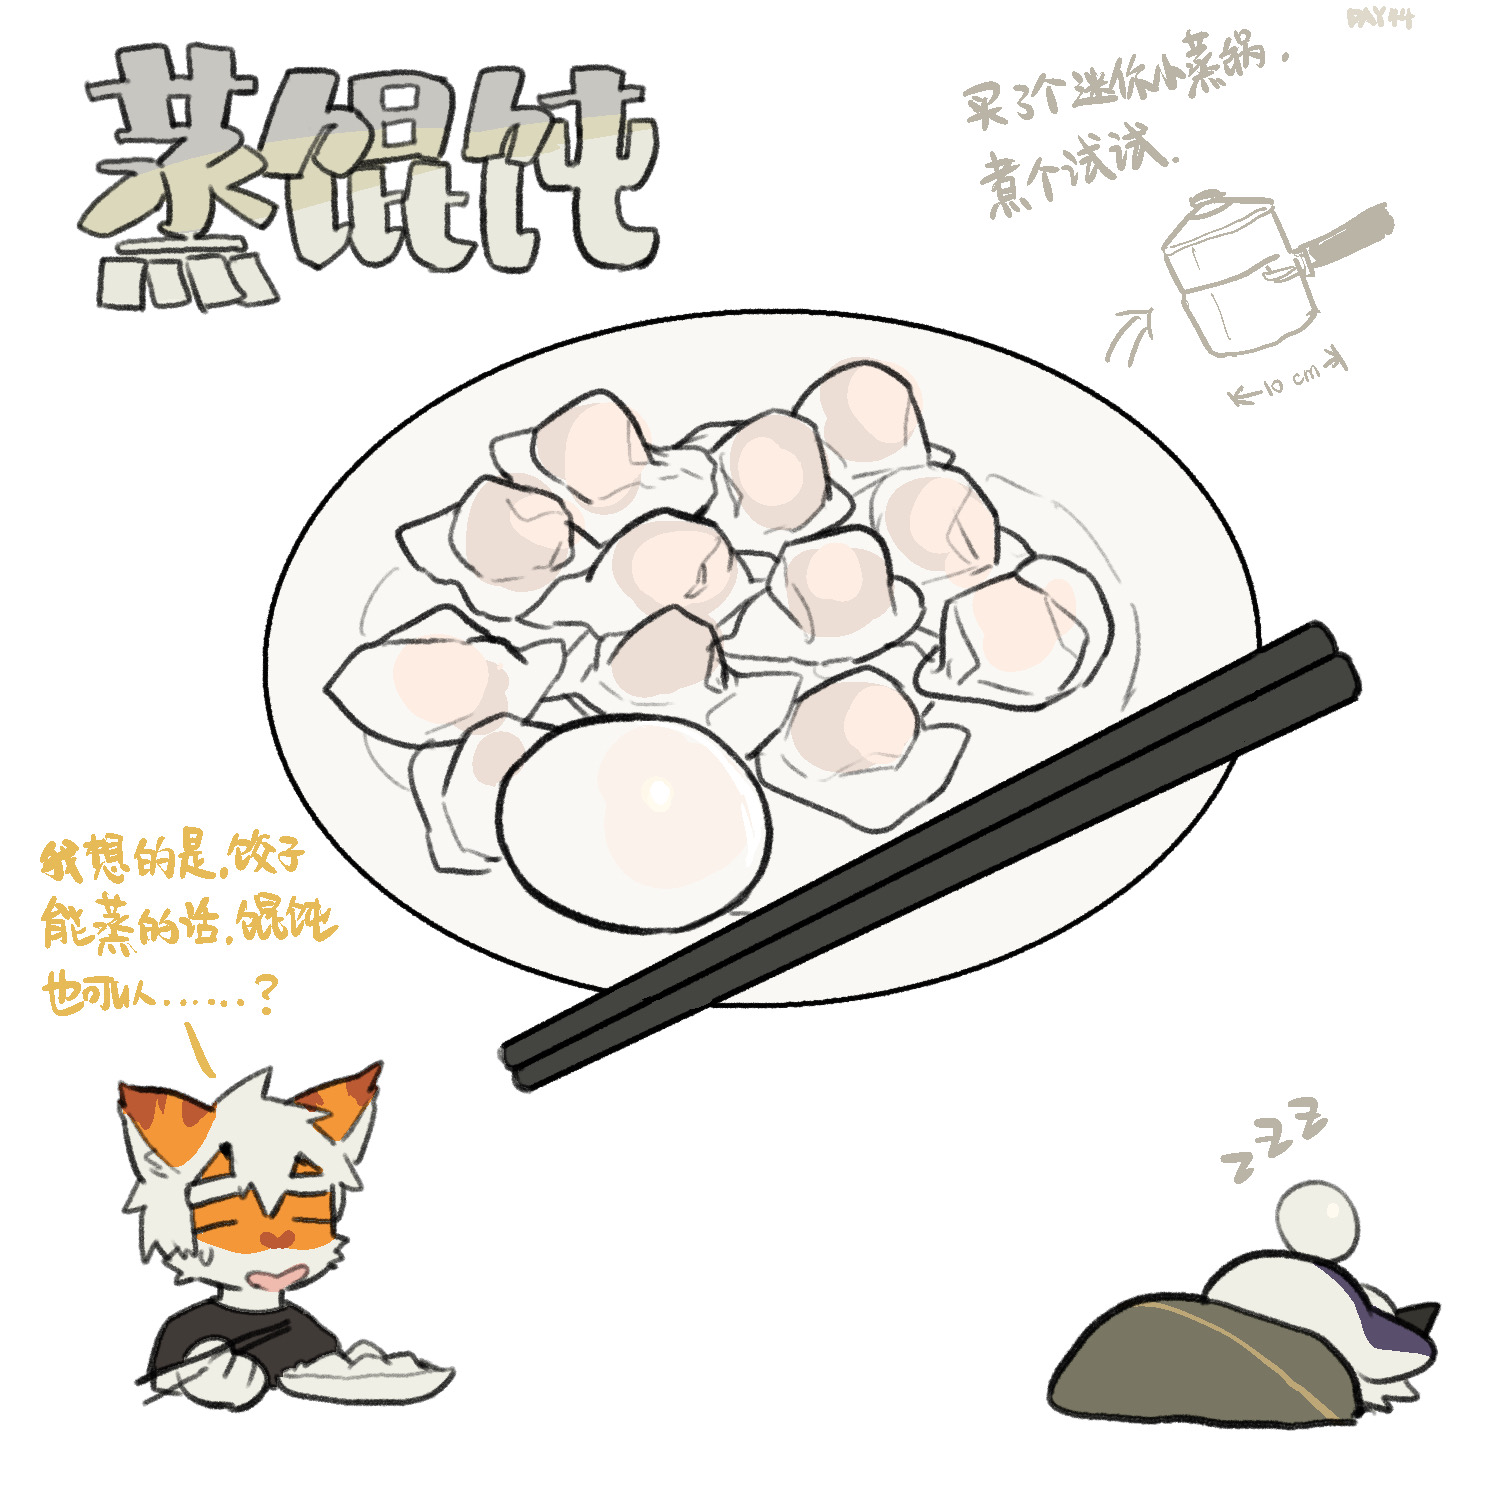 蒸馄饨
DAY44
买了个迷你小蒸锅.
煮个试试.
10 cm
我想的是.饺子
能蒸的话.馄饨
也可以......?
zzz